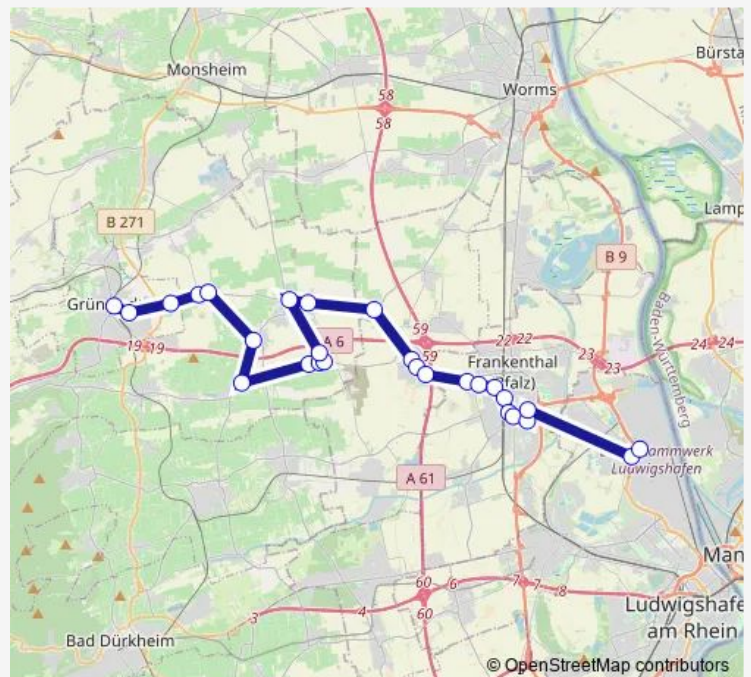 Monsheim
58
58
Worms
Bürsta
Lamp
B 271
B 9
Grün
19 19
A 6
59
59
22 22
23
23
24 24
Baden-Württemberg
Frankenthal
(Pfalz)
ammwerk
Ludwigshafen
A 61
Man
60
60
3
4
6
7
7
8
Ludwigshafe
am Rhein
Bad Dürkheim
© OpenStreetMap contributors